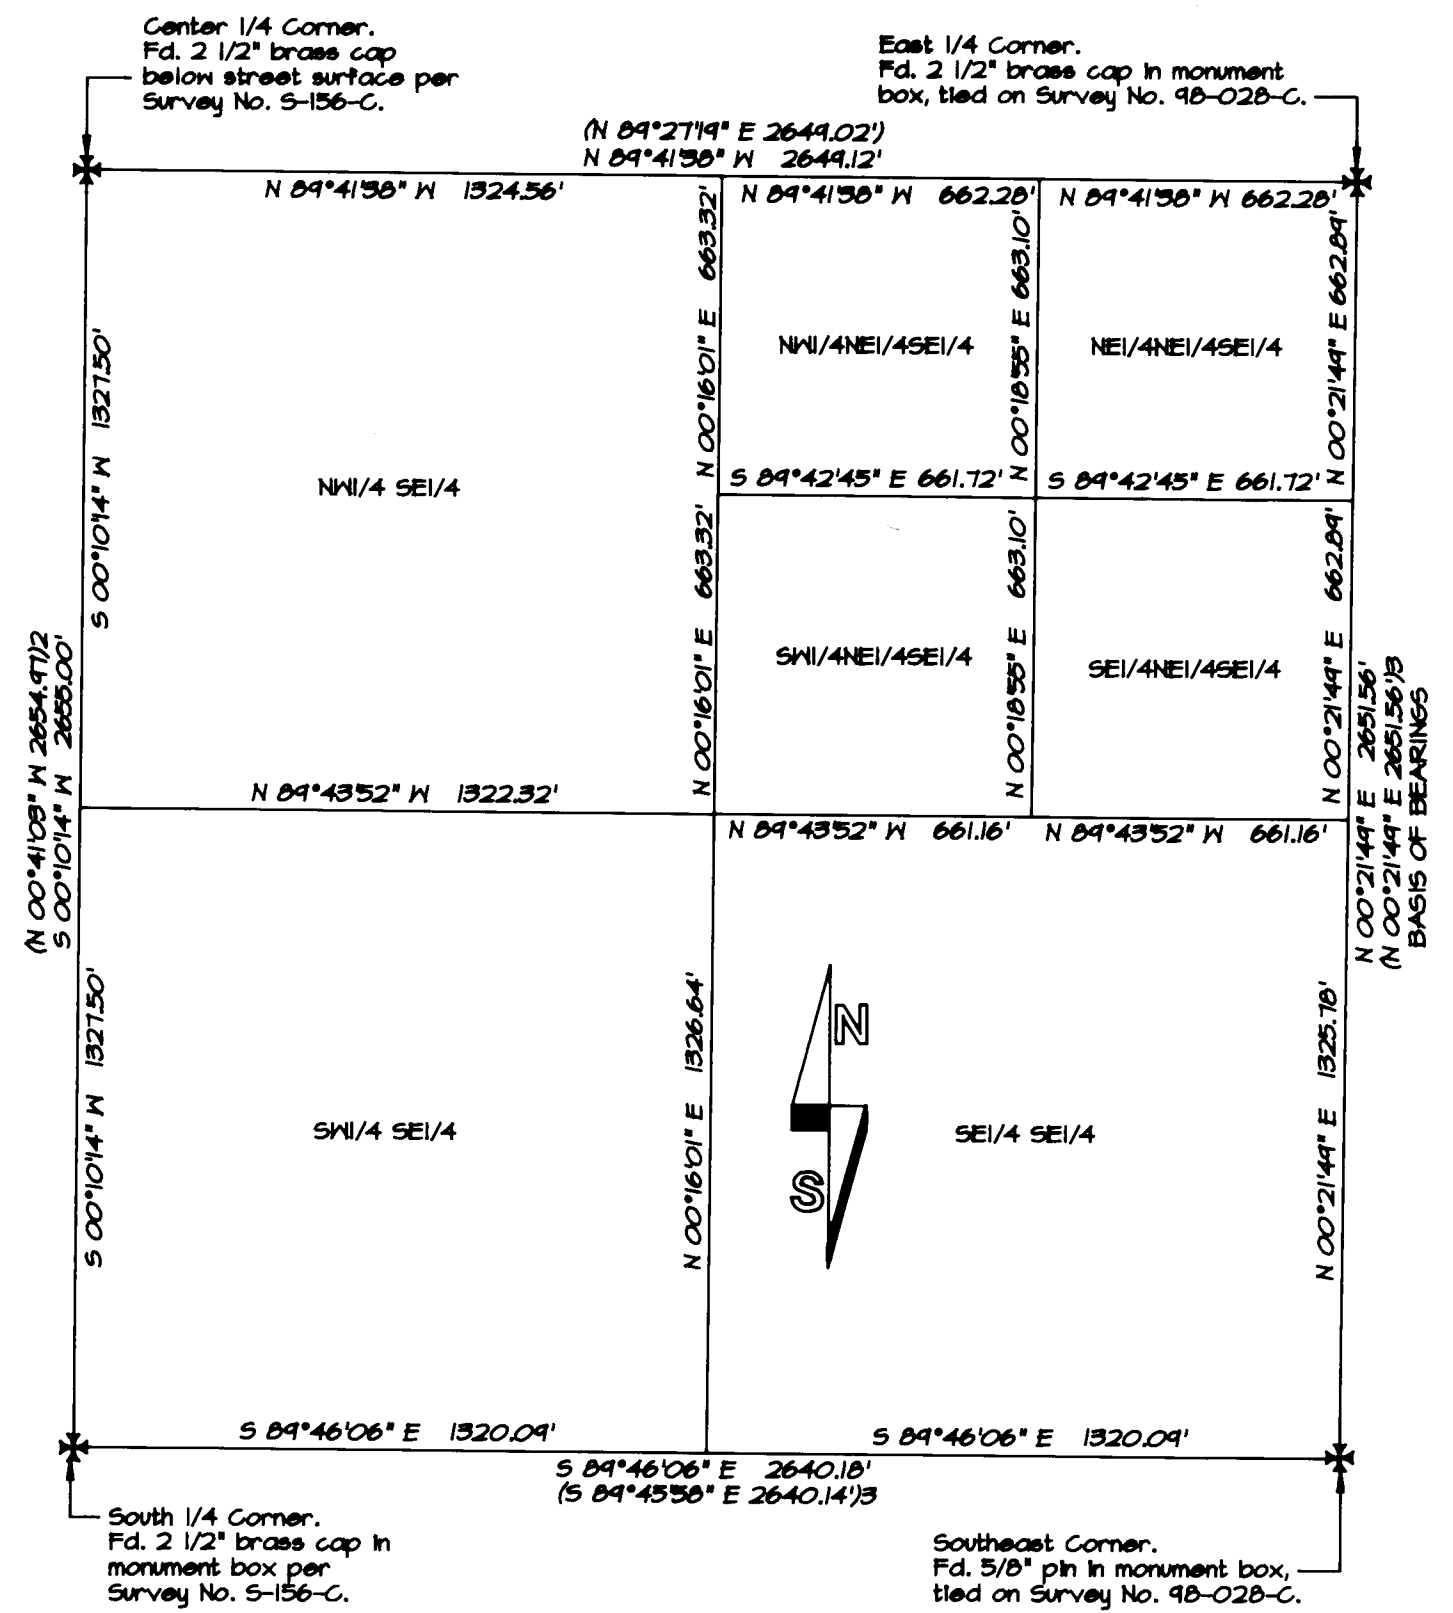 Center 1/4 Corner.
Fd. 2 1/2" brass cap
below street surface per
Survey No. S-156-C.
East 1/4 Corner.
Fd. 2 1/2" brass cap in monument
box, tied on Survey No. 98-028-C.
(N 89°27'19" E 2649.02')
N 89°41'38" W 2649.12'
N 89°41'38" W 1324.56'
N 89°41'38" W 662.28'
N 89°41'38" W 662.28'
N 00°16'01" E 663.32'
N 00°18'55" E 663.10'
N 00°21'49" E 662.89'
NW1/4NE1/4SE1/4
NE1/4NE1/4SE1/4
S 00°10'14" W 1327.50'
NW1/4 SE1/4
S 89°42'45" E 661.72'
S 89°42'45" E 661.72'
N 00°16'01" E 663.32'
N 00°18'55" E 663.10'
N 00°21'49" E 662.89'
SW1/4NE1/4SE1/4
SE1/4NE1/4SE1/4
(N 00°41'03" W 2654.97')2
S 00°10'14" W 2655.00'
N 00°21'49" E 2651.56'
(N 00°21'49" E 2651.56')3
BASIS OF BEARINGS
N 89°43'52" W 1322.32'
N 89°43'52" W 661.16'
N 89°43'52" W 661.16'
S 00°10'14" W 1327.50'
N 00°16'01" E 1326.64'
N 00°21'49" E 1325.78'
N
S
SW1/4 SE1/4
SE1/4 SE1/4
S 89°46'06" E 1320.09'
S 89°46'06" E 1320.09'
S 89°46'06" E 2640.18'
(S 89°45'58" E 2640.14')3
South 1/4 Corner.
Fd. 2 1/2" brass cap in
monument box per
Survey No. S-156-C.
Southeast Corner.
Fd. 5/8" pin in monument box,
tied on Survey No. 98-028-C.